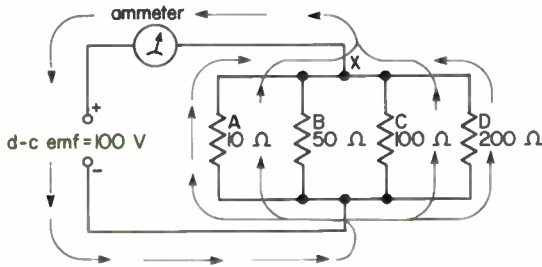 ammeter
X
+
d-c emf = 100 V
−
A
10 Ω
B
50 Ω
C
100 Ω
D
200 Ω